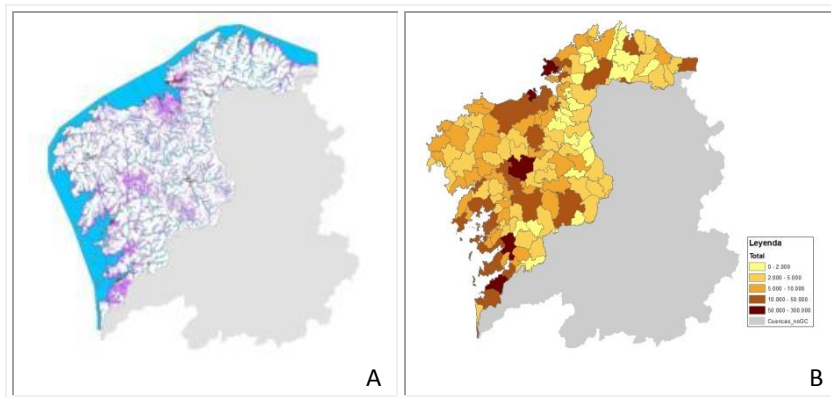 A
B
Leyenda
Total
0 - 2.000
2.000 - 5.000
5.000 - 10.000
10.000 - 50.000
50.000 - 300.000
Cuencas_noGC